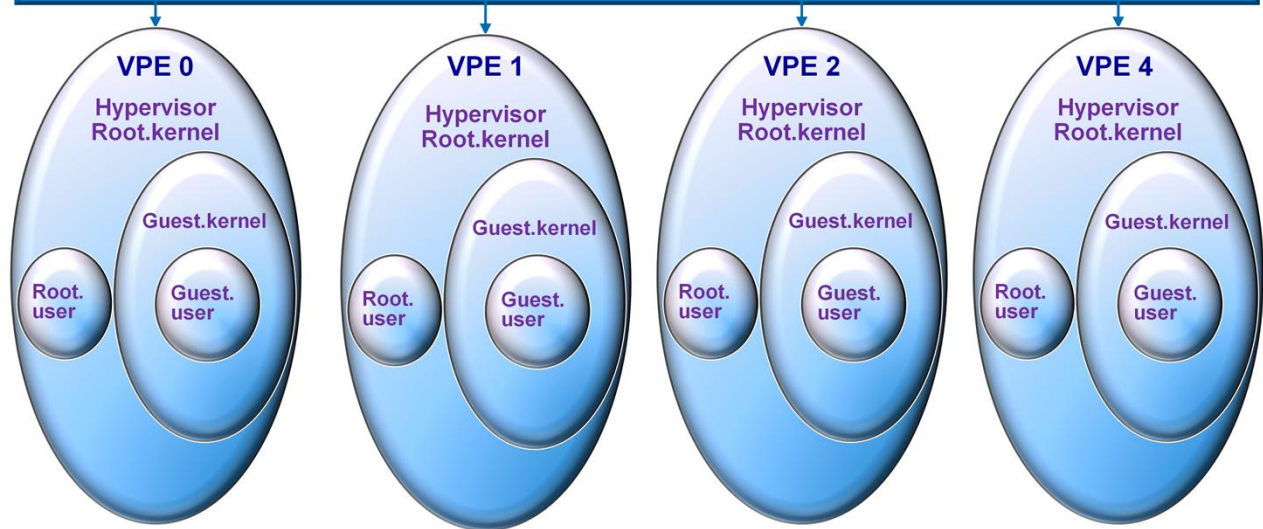 VPE 0
Hypervisor
Root.kernel
Guest.kernel
Root.
user
Guest.
user
VPE 1
Hypervisor
Root.kernel
Guest.kernel
Root.
user
Guest.
user
VPE 2
Hypervisor
Root.kernel
Guest.kernel
Root.
user
Guest.
user
VPE 4
Hypervisor
Root.kernel
Guest.kernel
Root.
user
Guest.
user